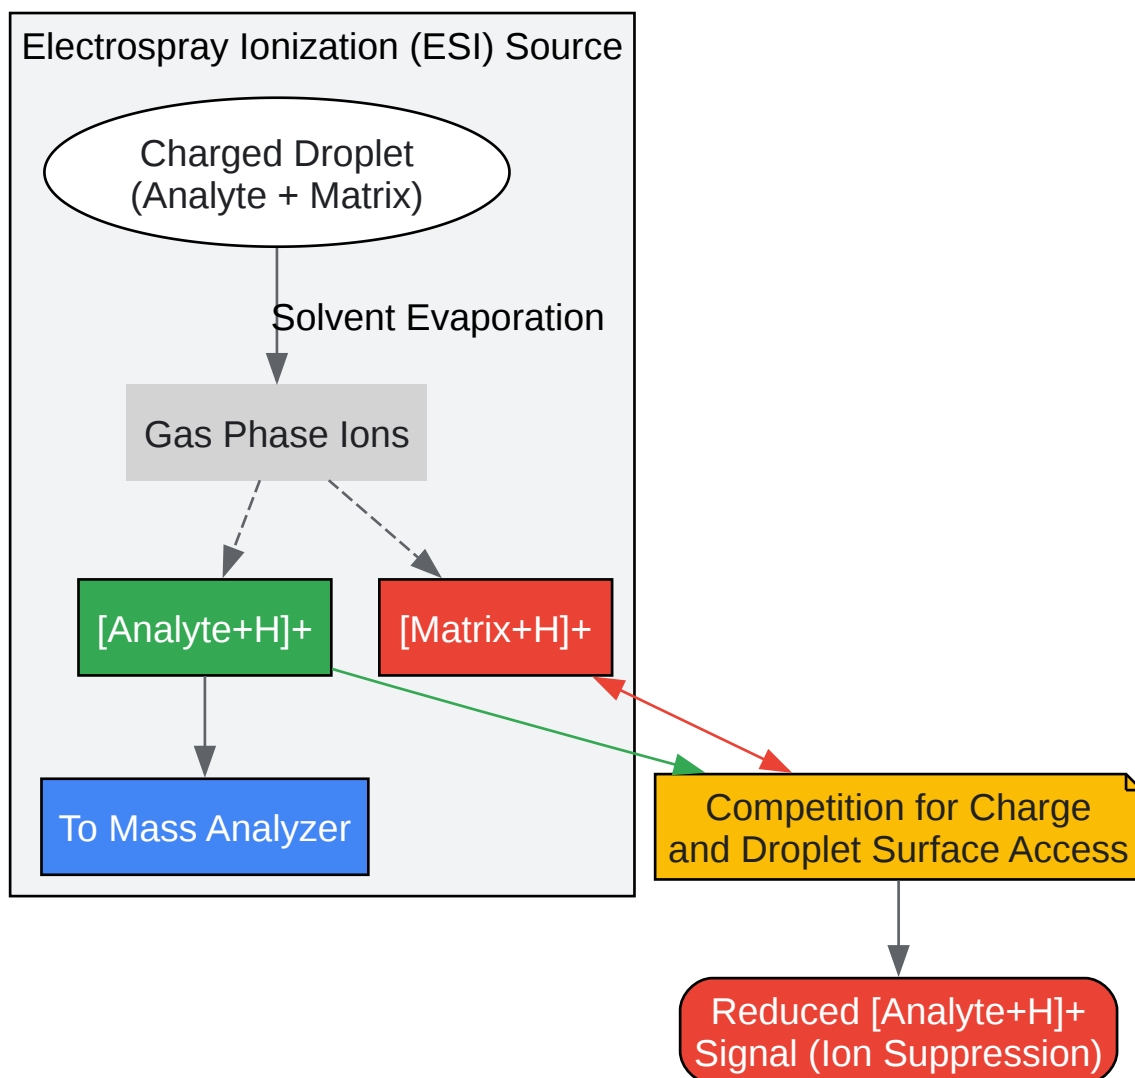 Electrospray Ionization (ESI) Source
Charged Droplet
(Analyte + Matrix)
Solvent Evaporation
Gas Phase Ions
[Analyte+H]+
[Matrix+H]+
To Mass Analyzer
Competition for Charge
and Droplet Surface Access
Reduced [Analyte+H]+
Signal (Ion Suppression)